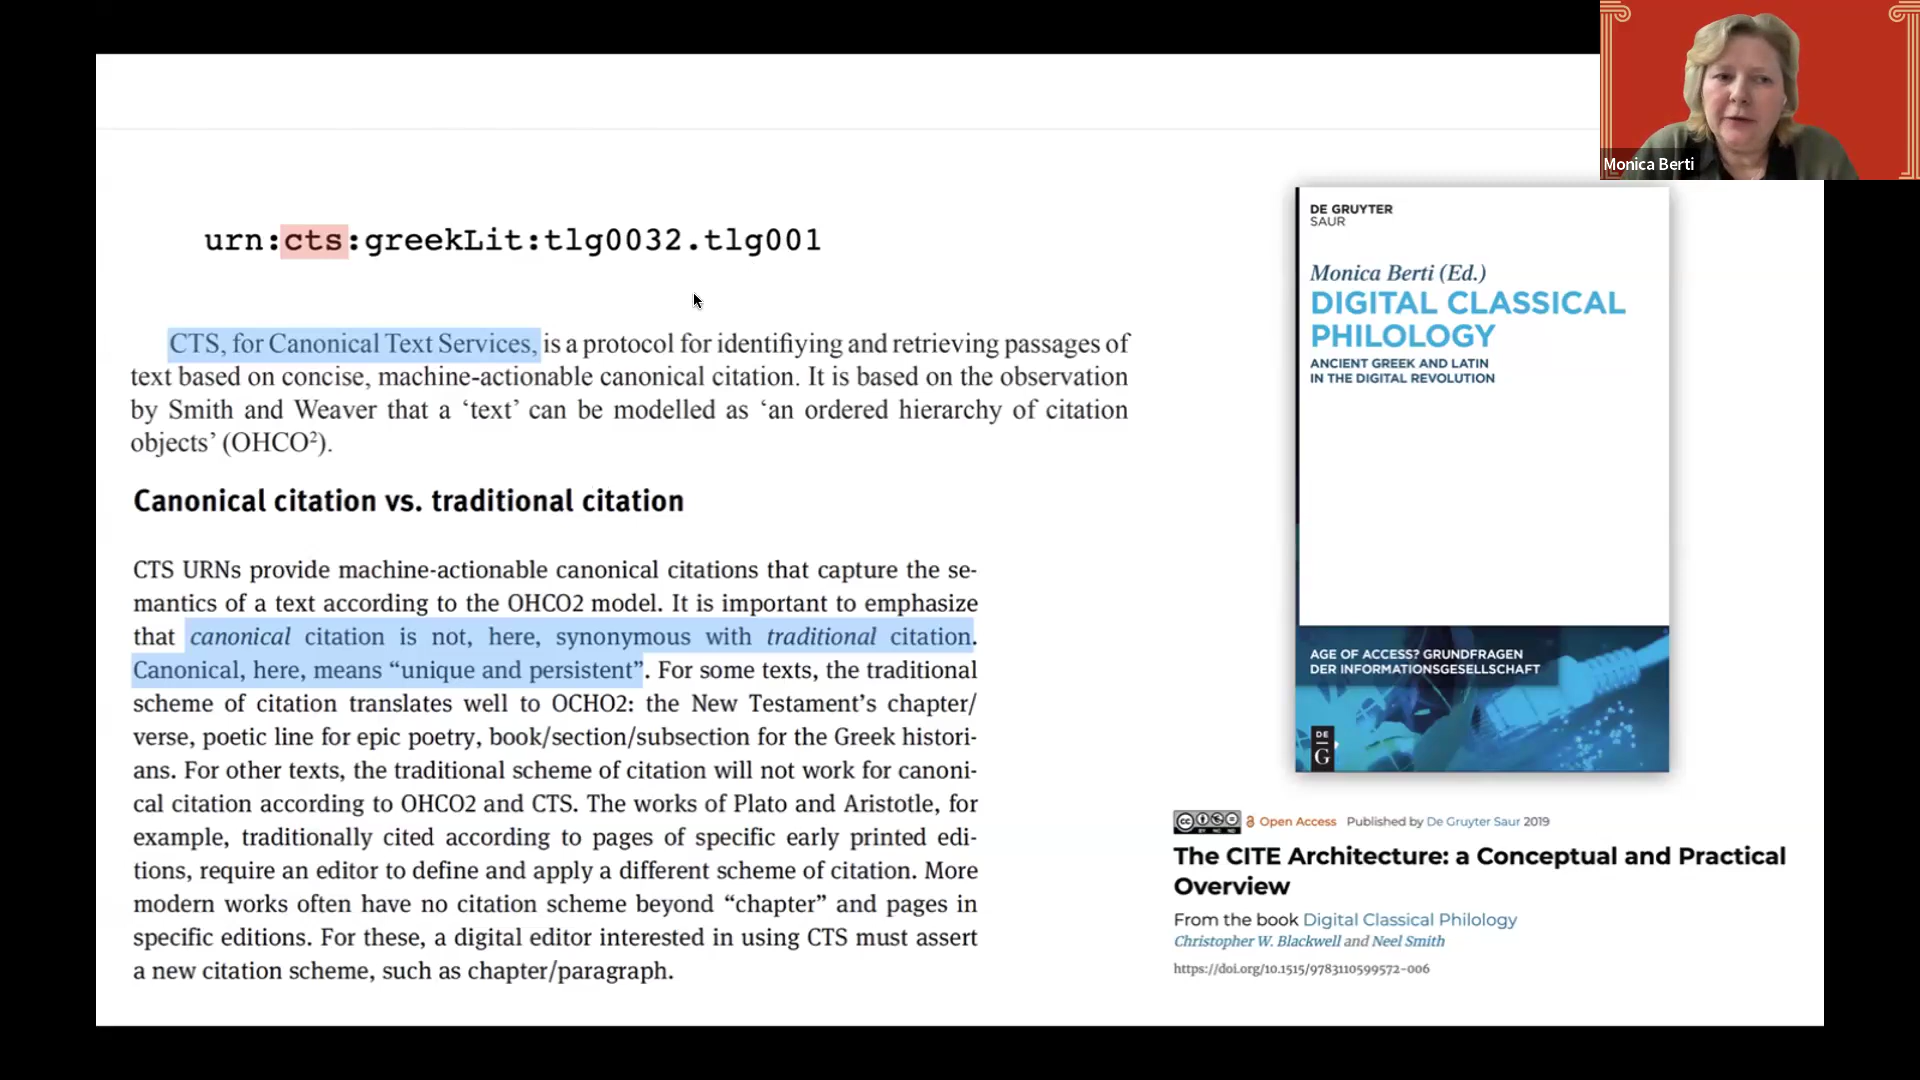 Monica Berti
urn:cts:greekLit:tlg0032.tlg001
CTS, for Canonical Text Services, is a protocol for identifiying and retrieving passages of
text based on concise, machine-actionable canonical citation. It is based on the observation
by Smith and Weaver that a ‘text’ can be modelled as ‘an ordered hierarchy of citation
objects’ (OHCO²).
Canonical citation vs. traditional citation
CTS URNs provide machine-actionable canonical citations that capture the se-
mantics of a text according to the OHCO2 model. It is important to emphasize
that canonical citation is not, here, synonymous with traditional citation.
Canonical, here, means “unique and persistent”. For some texts, the traditional
scheme of citation translates well to OCHO2: the New Testament’s chapter/
verse, poetic line for epic poetry, book/section/subsection for the Greek histori-
ans. For other texts, the traditional scheme of citation will not work for canoni-
cal citation according to OHCO2 and CTS. The works of Plato and Aristotle, for
example, traditionally cited according to pages of specific early printed edi-
tions, require an editor to define and apply a different scheme of citation. More
modern works often have no citation scheme beyond “chapter” and pages in
specific editions. For these, a digital editor interested in using CTS must assert
a new citation scheme, such as chapter/paragraph.
DE GRUYTER
SAUR
Monica Berti (Ed.)
DIGITAL CLASSICAL
PHILOLOGY
ANCIENT GREEK AND LATIN
IN THE DIGITAL REVOLUTION
AGE OF ACCESS? GRUNDFRAGEN
DER INFORMATIONSGESELLSCHAFT
DE
G
Open Access Published by De Gruyter Saur 2019
The CITE Architecture: a Conceptual and Practical
Overview
From the book Digital Classical Philology
Christopher W. Blackwell and Neel Smith
https://doi.org/10.1515/9783110599572-006